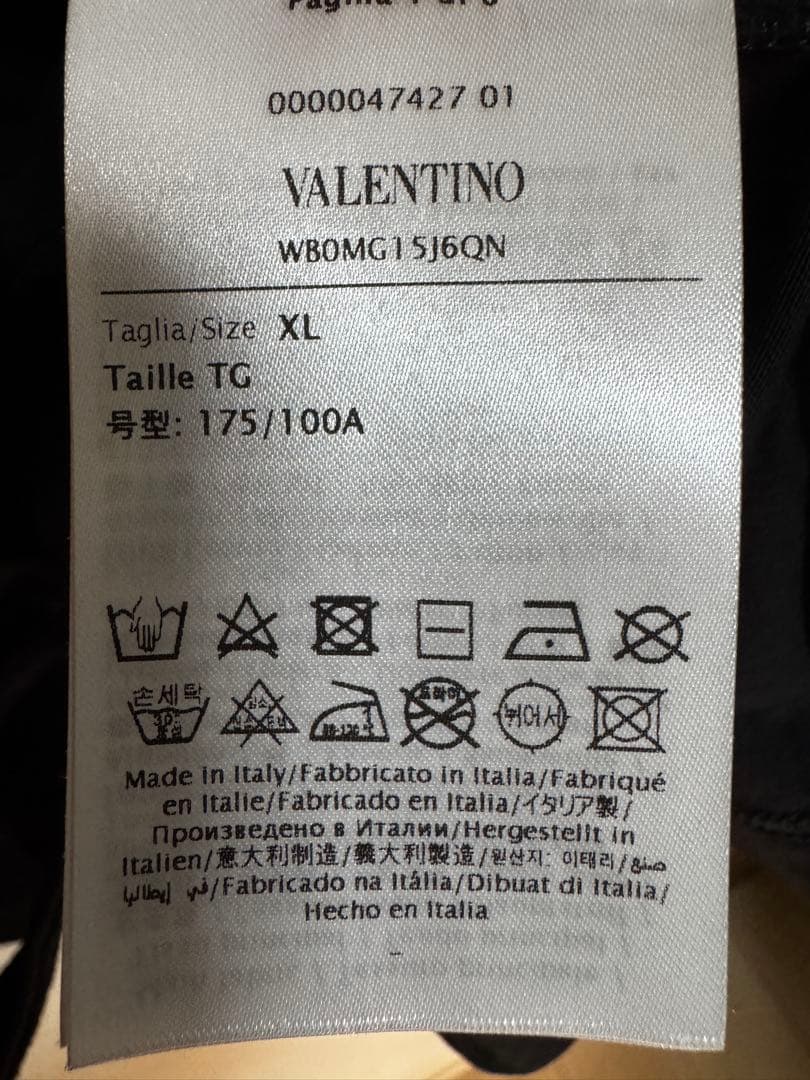 0000047427 01
VALENTINO
WB0MG15J6QN
Taglia/Size XL
Taille TG
号型: 175/100A
손세탁
뉘어서
Made in Italy/Fabbricato in Italia/Fabriqué
en Italie/Fabricado en Italia/イタリア製/
Произведено в Италии/Hergestellt in
Italien/意大利制造/義大利製造/원산지: 이태리/صنع
في إيطاليا/Fabricado na Itália/Dibuat di Italia/
Hecho en Italia